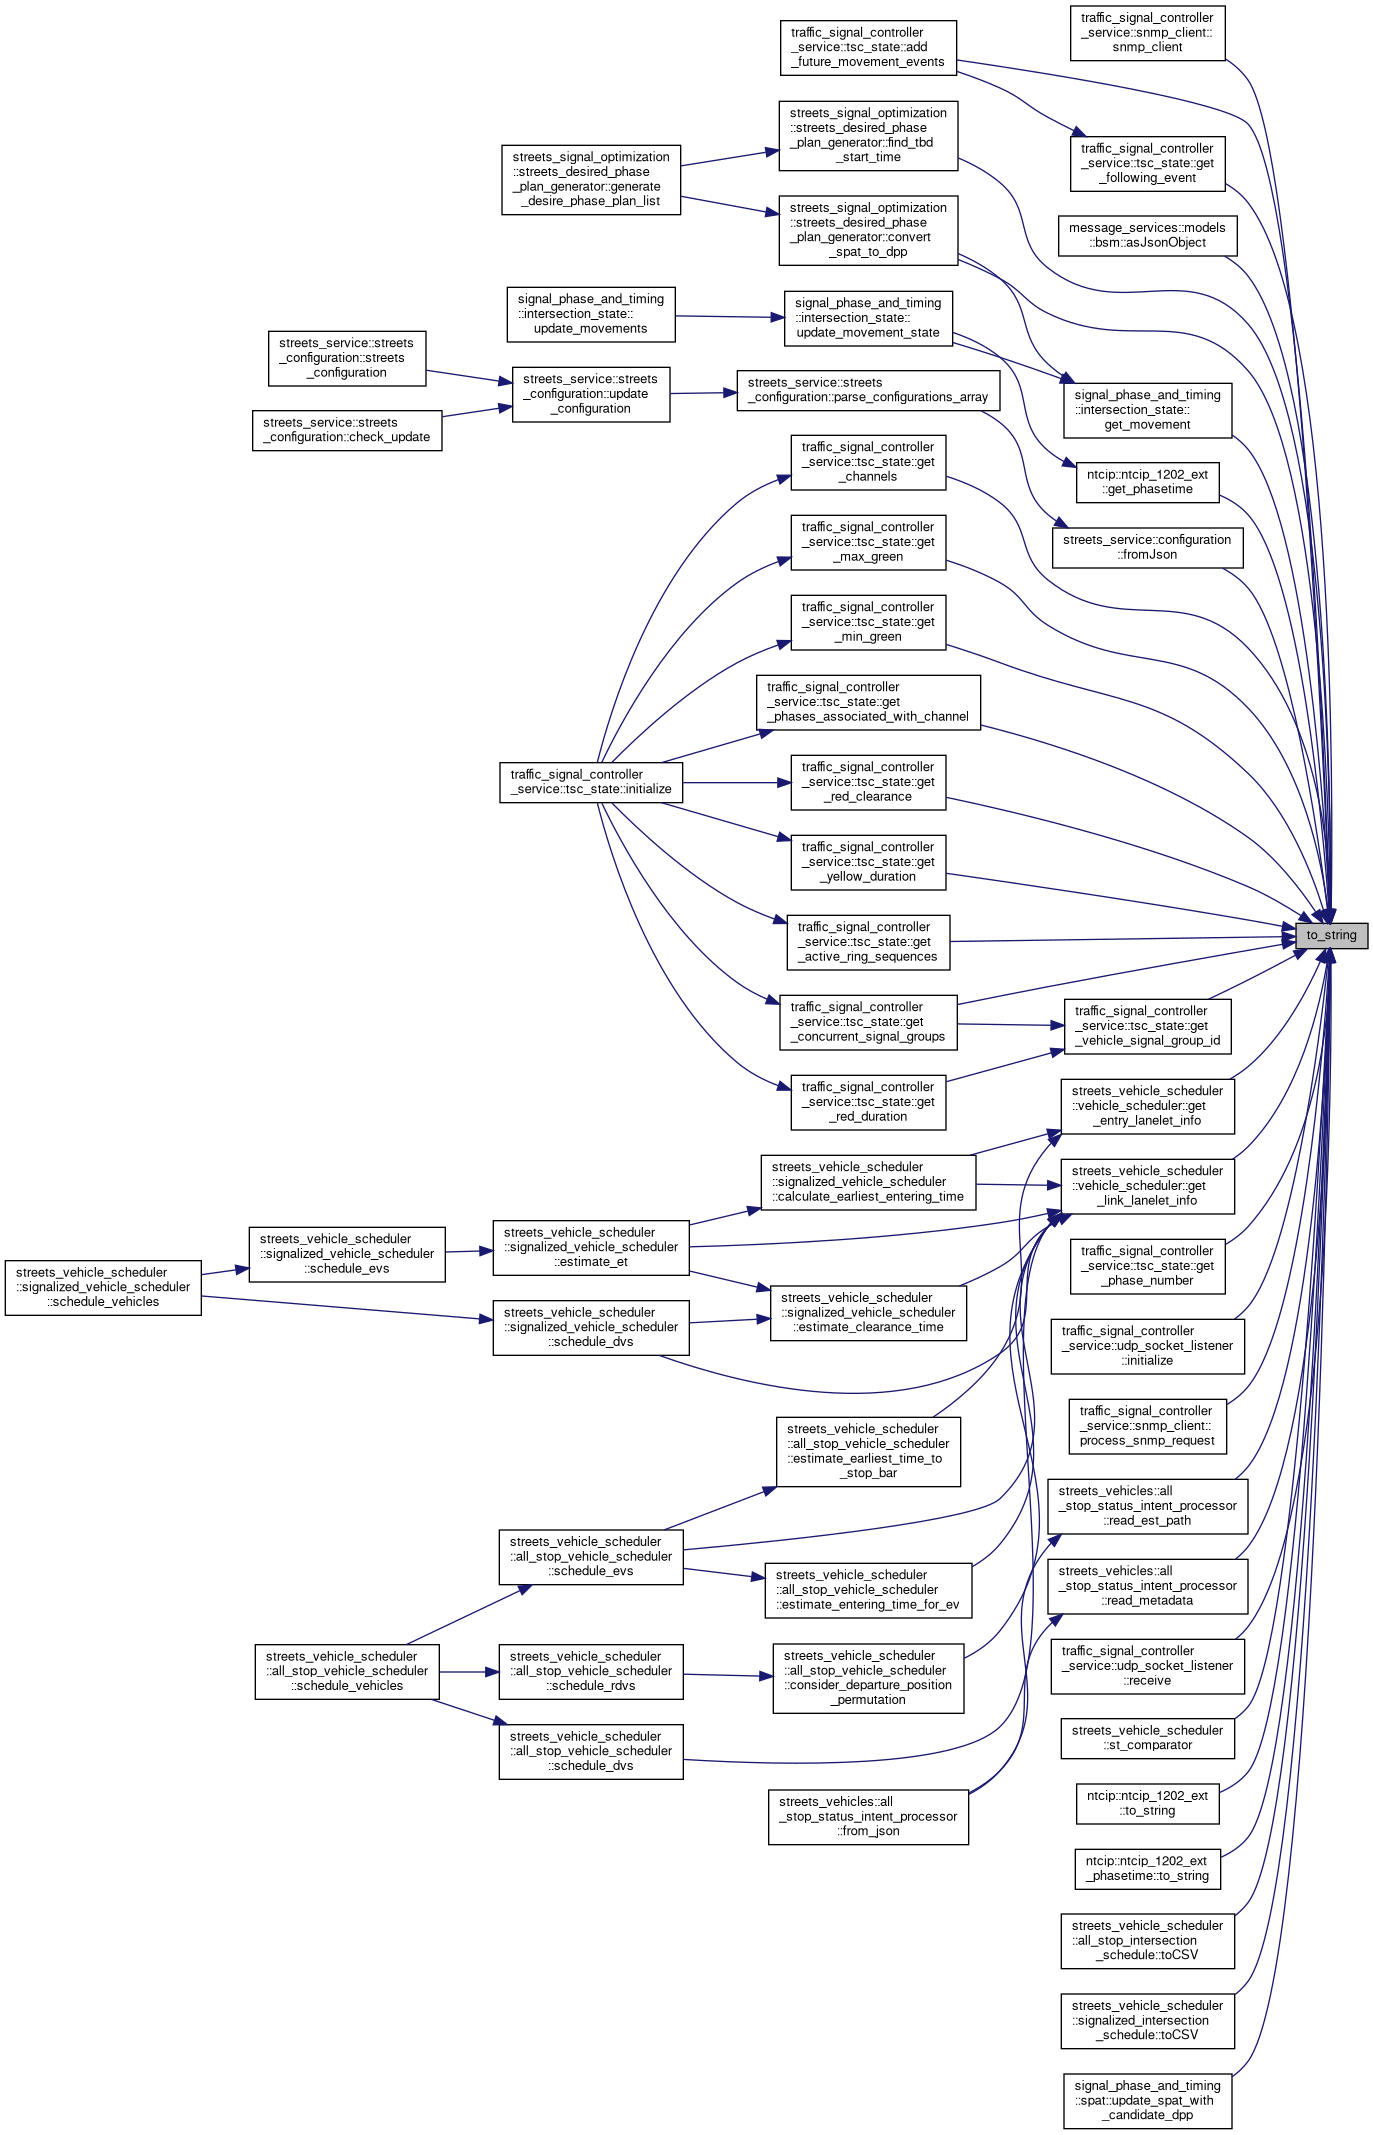 traffic_signal_controller
_service::snmp_client::
snmp_client
traffic_signal_controller
_service::tsc_state::add
_future_movement_events
streets_signal_optimization
::streets_desired_phase
_plan_generator::find_tbd
_start_time
traffic_signal_controller
_service::tsc_state::get
_following_event
streets_signal_optimization
::streets_desired_phase
_plan_generator::generate
_desire_phase_plan_list
streets_signal_optimization
::streets_desired_phase
_plan_generator::convert
_spat_to_dpp
message_services::models
::bsm::asJsonObject
signal_phase_and_timing
::intersection_state::
update_movements
signal_phase_and_timing
::intersection_state::
update_movement_state
streets_service::streets
_configuration::streets
_configuration
streets_service::streets
_configuration::update
_configuration
streets_service::streets
_configuration::parse_configurations_array
signal_phase_and_timing
::intersection_state::
get_movement
streets_service::streets
_configuration::check_update
traffic_signal_controller
_service::tsc_state::get
_channels
ntcip::ntcip_1202_ext
::get_phasetime
traffic_signal_controller
_service::tsc_state::get
_max_green
streets_service::configuration
::fromJson
traffic_signal_controller
_service::tsc_state::get
_min_green
traffic_signal_controller
_service::tsc_state::get
_phases_associated_with_channel
traffic_signal_controller
_service::tsc_state::initialize
traffic_signal_controller
_service::tsc_state::get
_red_clearance
traffic_signal_controller
_service::tsc_state::get
_yellow_duration
traffic_signal_controller
_service::tsc_state::get
_active_ring_sequences
to_string
traffic_signal_controller
_service::tsc_state::get
_concurrent_signal_groups
traffic_signal_controller
_service::tsc_state::get
_vehicle_signal_group_id
traffic_signal_controller
_service::tsc_state::get
_red_duration
streets_vehicle_scheduler
::vehicle_scheduler::get
_entry_lanelet_info
streets_vehicle_scheduler
::signalized_vehicle_scheduler
::calculate_earliest_entering_time
streets_vehicle_scheduler
::vehicle_scheduler::get
_link_lanelet_info
streets_vehicle_scheduler
::signalized_vehicle_scheduler
::schedule_vehicles
streets_vehicle_scheduler
::signalized_vehicle_scheduler
::schedule_evs
streets_vehicle_scheduler
::signalized_vehicle_scheduler
::estimate_et
traffic_signal_controller
_service::tsc_state::get
_phase_number
streets_vehicle_scheduler
::signalized_vehicle_scheduler
::schedule_dvs
streets_vehicle_scheduler
::signalized_vehicle_scheduler
::estimate_clearance_time
traffic_signal_controller
_service::udp_socket_listener
::initialize
traffic_signal_controller
_service::snmp_client::
process_snmp_request
streets_vehicle_scheduler
::all_stop_vehicle_scheduler
::estimate_earliest_time_to
_stop_bar
streets_vehicles::all
_stop_status_intent_processor
::read_est_path
streets_vehicle_scheduler
::all_stop_vehicle_scheduler
::schedule_evs
streets_vehicle_scheduler
::all_stop_vehicle_scheduler
::estimate_entering_time_for_ev
streets_vehicles::all
_stop_status_intent_processor
::read_metadata
streets_vehicle_scheduler
::all_stop_vehicle_scheduler
::schedule_vehicles
streets_vehicle_scheduler
::all_stop_vehicle_scheduler
::schedule_rdvs
streets_vehicle_scheduler
::all_stop_vehicle_scheduler
::consider_departure_position
_permutation
traffic_signal_controller
_service::udp_socket_listener
::receive
streets_vehicle_scheduler
::all_stop_vehicle_scheduler
::schedule_dvs
streets_vehicle_scheduler
::st_comparator
streets_vehicles::all
_stop_status_intent_processor
::from_json
ntcip::ntcip_1202_ext
::to_string
ntcip::ntcip_1202_ext
_phasetime::to_string
streets_vehicle_scheduler
::all_stop_intersection
_schedule::toCSV
streets_vehicle_scheduler
::signalized_intersection
_schedule::toCSV
signal_phase_and_timing
::spat::update_spat_with
_candidate_dpp